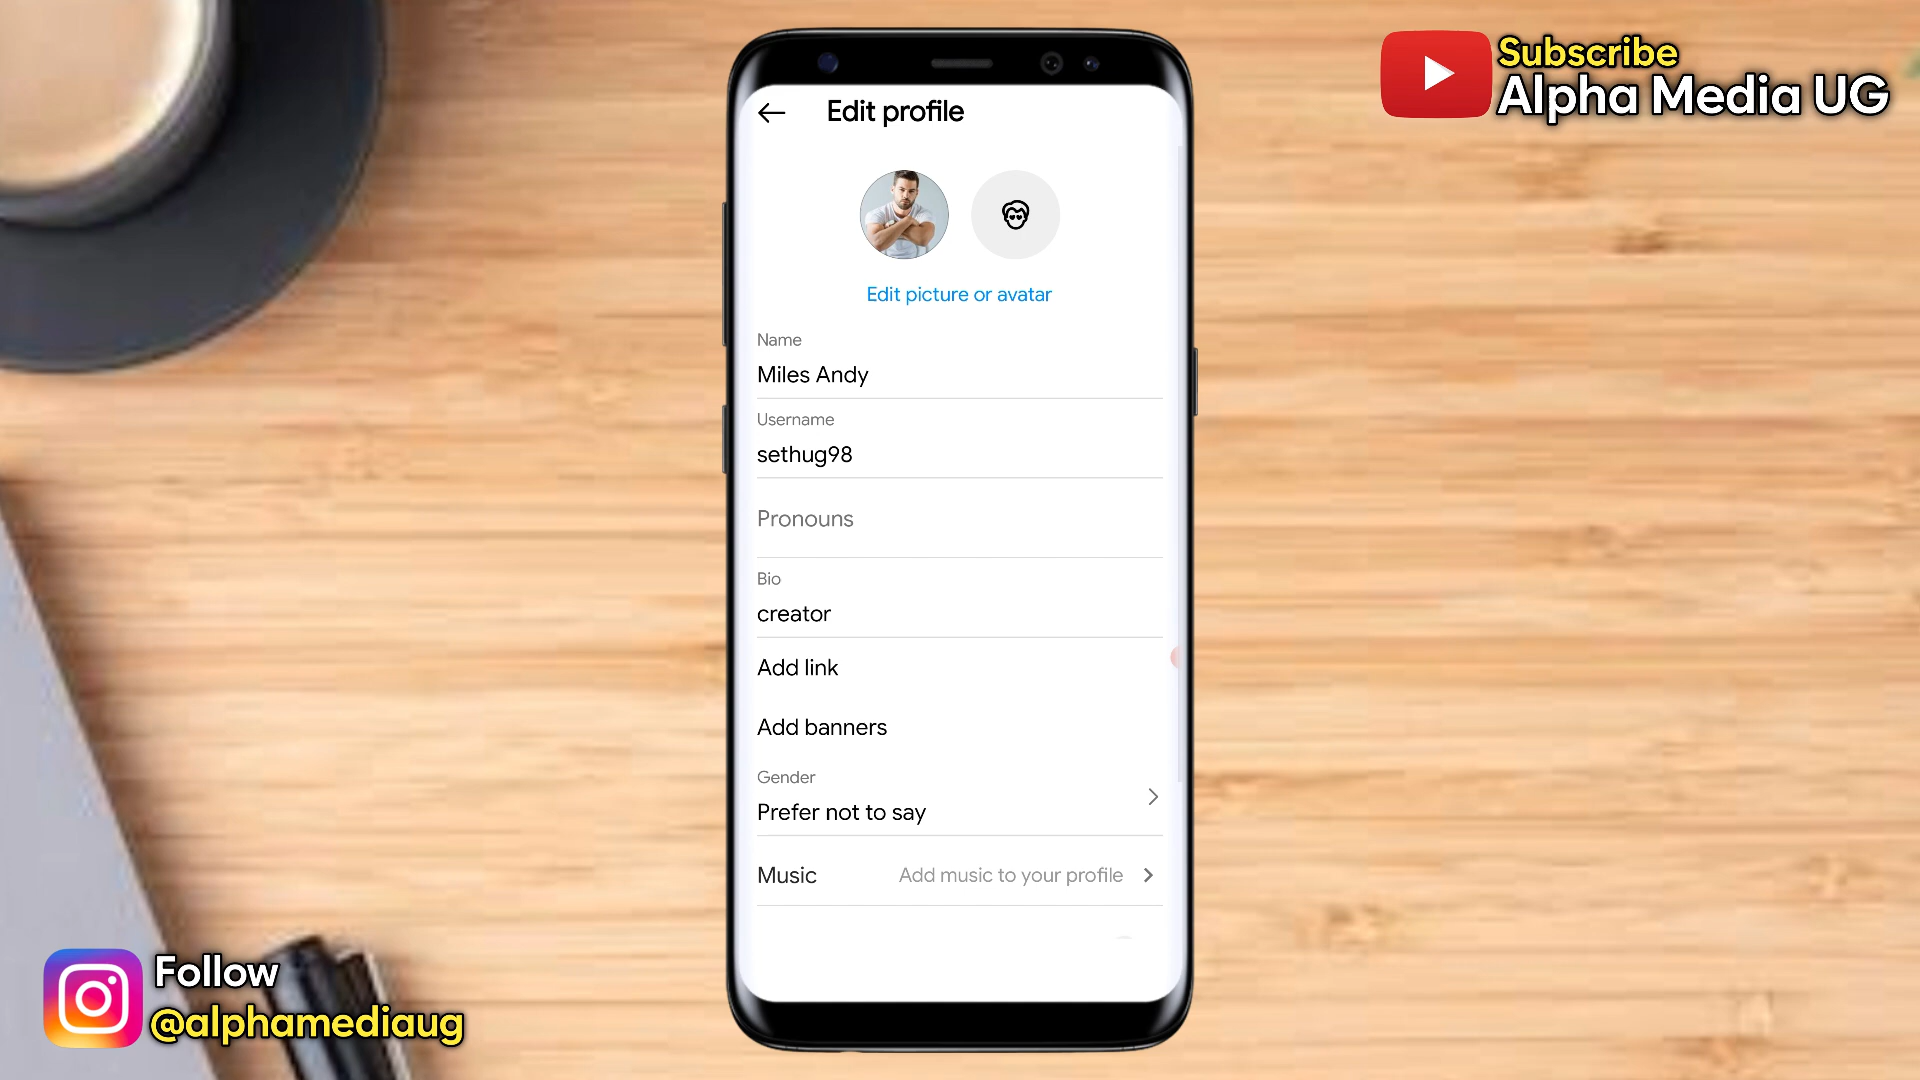 Subscribe
Alpha Media UG
Edit profile
Edit picture or avatar
Name
Miles Andy
Username
sethug98
Pronouns
Bio
creator
Add link
Add banners
Gender
Prefer not to say
Music Add music to your profile
Follow
@alphamediaug